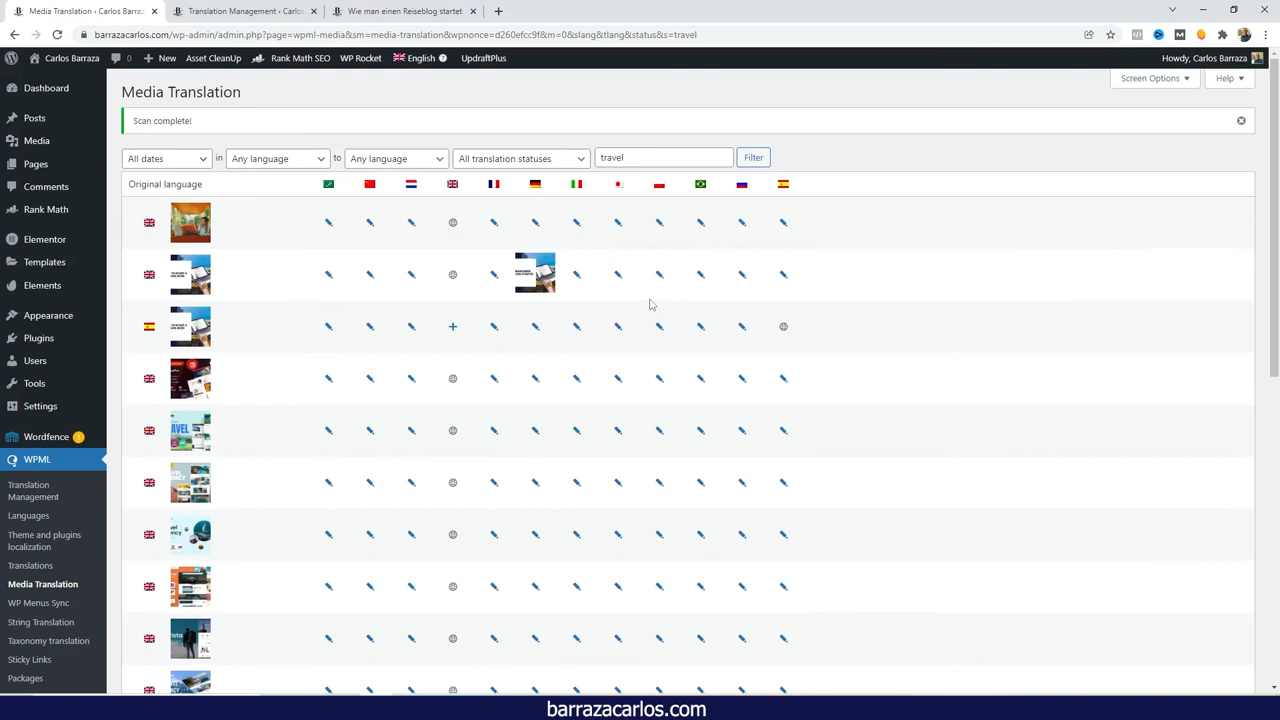 Media Translation ‹ Carlos Barraza
Translation Management ‹ Carlos
Wie man einen Reiseblog startet
barrazacarlos.com/wp-admin/admin.php?page=wpml-media&sm=media-translation&wpnonce=d260efcc9f&m=0&slang&tlang&status&s=travel
Carlos Barraza
0
New
Asset CleanUp
Rank Math SEO
WP Rocket
English
UpdraftPlus
Howdy, Carlos Barraza
Dashboard
Posts
Media
Pages
Comments
Rank Math
Elementor
Templates
Elements
Appearance
Plugins
Users
Tools
Settings
Wordfence 1
WPML
Translation
Management
Languages
Theme and plugins
localization
Translations
Media Translation
WP Menus Sync
String Translation
Taxonomy translation
Sticky Links
Packages
Screen Options
Help
Media Translation
Scan complete!
All dates in Any language to Any language All translation statuses travel Filter
Original language
barrazacarlos.com